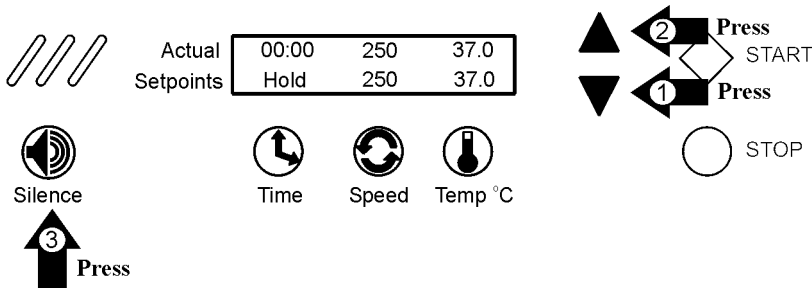 Actual 00:00 250 37.0
Setpoints Hold 250 37.0
2 Press
START
1 Press
Silence
Time
Speed
Temp °C
STOP
3
Press